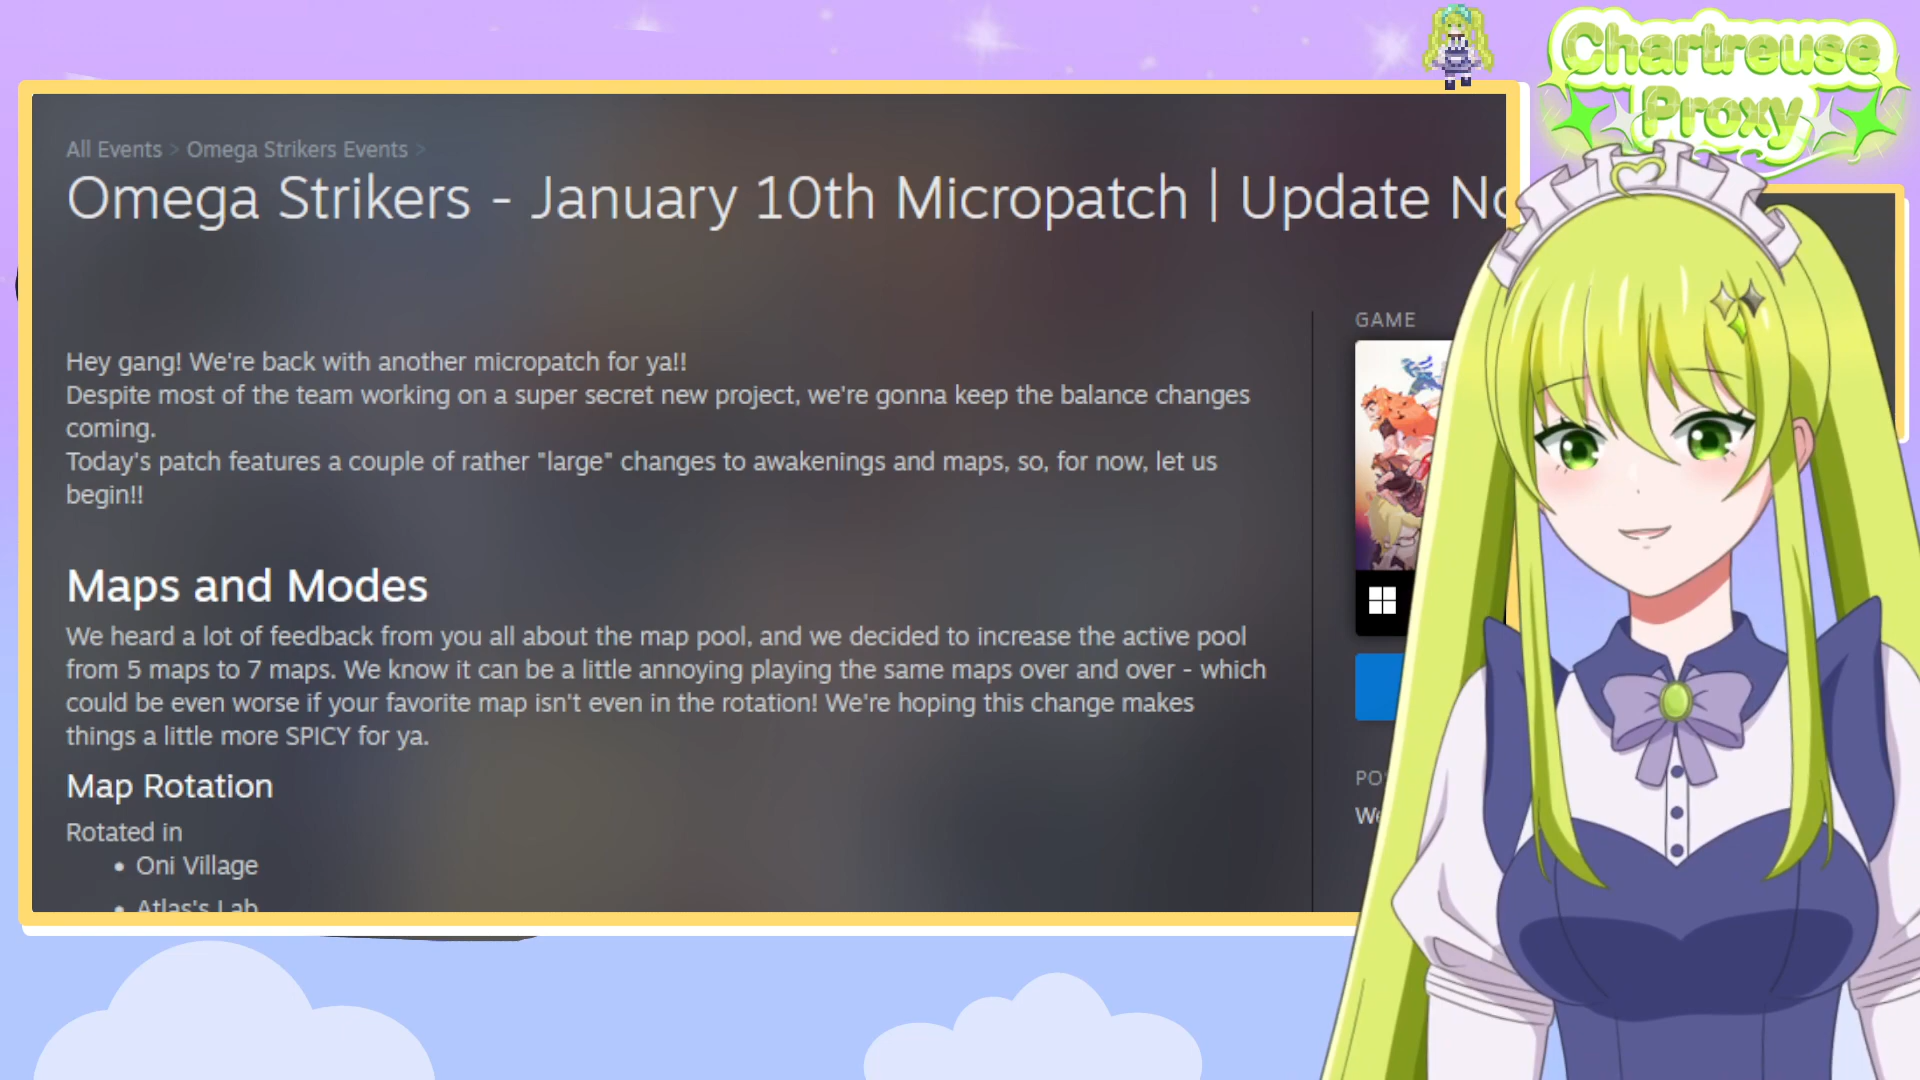 Chartreuse
Proxy
All Events > Omega Strikers Events >
Omega Strikers - January 10th Micropatch | Update
GAME
Hey gang! We're back with another micropatch for ya!!
Despite most of the team working on a super secret new project, we're gonna keep the balance changes
coming.
Today's patch features a couple of rather "large" changes to awakenings and maps, so, for now, let us
begin!!
Maps and Modes
We heard a lot of feedback from you all about the map pool, and we decided to increase the active pool
from 5 maps to 7 maps. We know it can be a little annoying playing the same maps over and over - which
could be even worse if your favorite map isn't even in the rotation! We're hoping this change makes
things a little more SPICY for ya.
Map Rotation
Rotated in
• Oni Village
• Atlas's Lab